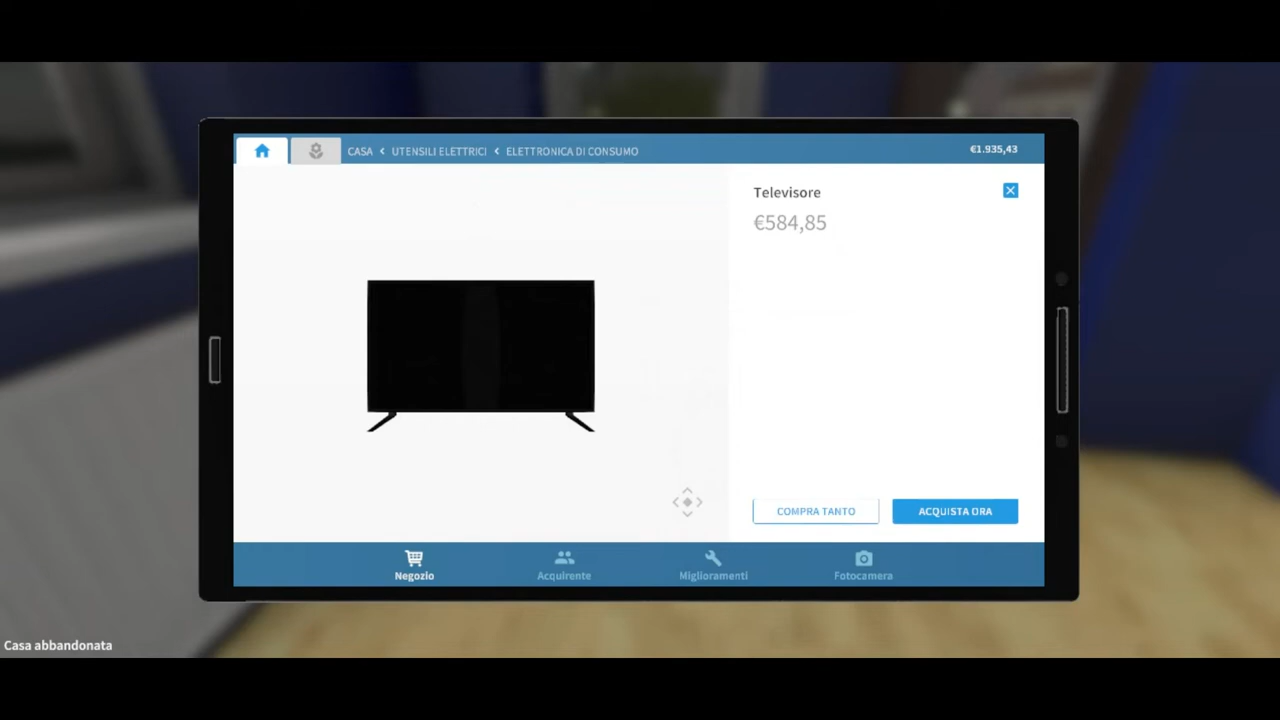 CASA < UTENSILI ELETTRICI < ELETTRONICA DI CONSUMO
€1.935,43
Televisore
€584,85
COMPRA TANTO
ACQUISTA ORA
Negozio
Acquirente
Miglioramenti
Fotocamera
Casa abbandonata